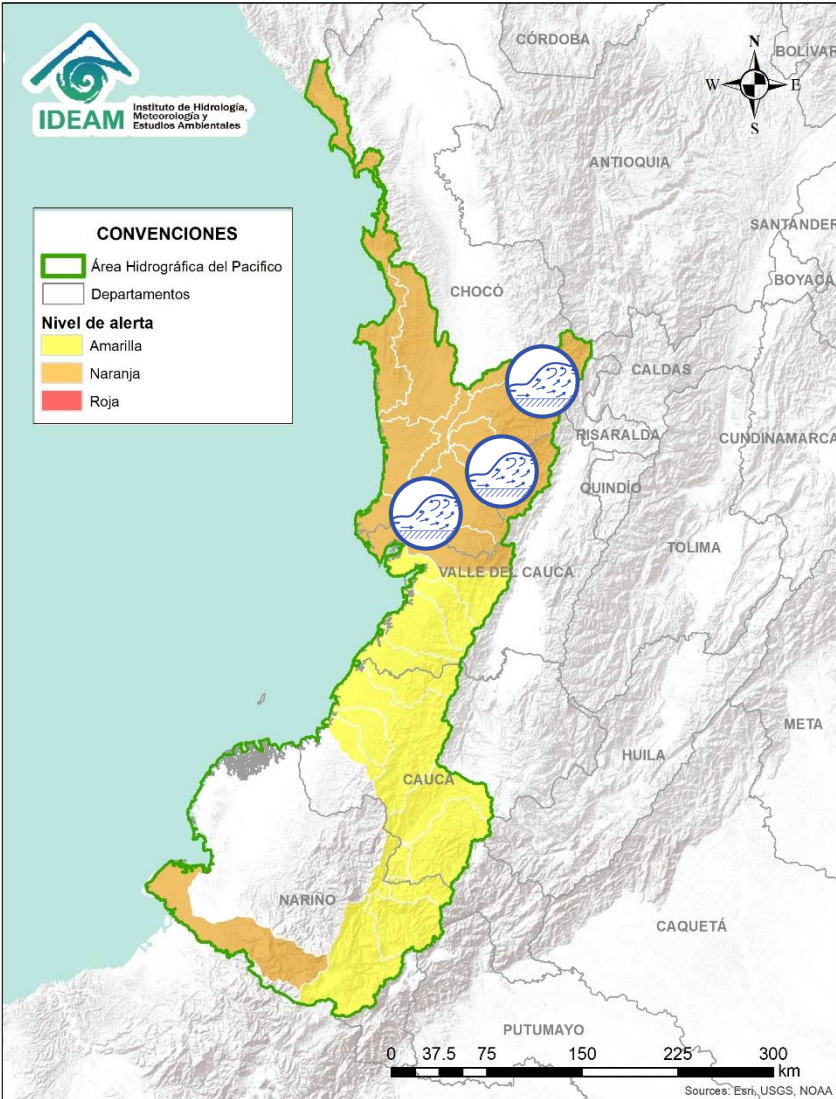 IDEAM
Instituto de Hidrología,
Meteorología y
Estudios Ambientales
CÓRDOBA
BOLÍVAR
N
W
E
S
ANTIOQUIA
SANTANDER
BOYACÁ
CONVENCIONES
Área Hidrográfica del Pacifico
Departamentos
Nivel de alerta
Amarilla
Naranja
Roja
CHOCÓ
CALDAS
RISARALDA
CUNDINAMARCA
QUINDÍO
TOLIMA
VALLE DEL CAUCA
META
HUILA
CAUCA
NARIÑO
CAQUETÁ
PUTUMAYO
0 37.5 75 150 225 300
km
Sources: Esri, USGS, NOAA